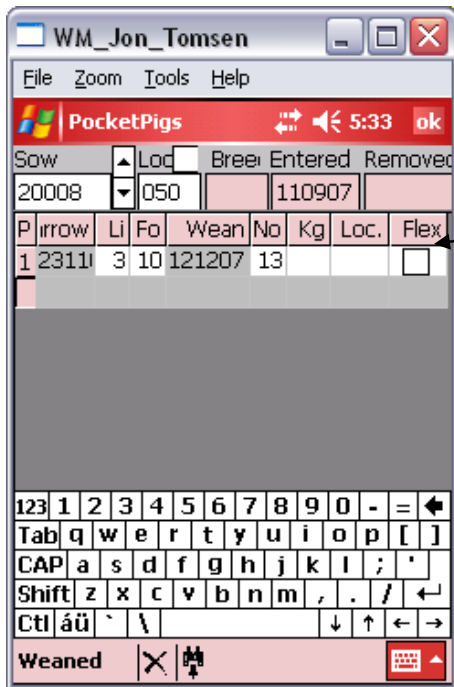 WM_Jon_Tomsen
File Zoom Tools Help
PocketPigs 5:33 ok
Sow Loc Bree Entered Removed
20008 050 110907
P irrow Li Fo Wean No Kg Loc. Flex
1 2311 3 10 121207 13
123 1 2 3 4 5 6 7 8 9 0 - =
Tab q w e r t y u i o p [ ]
CAP a s d f g h j k l ; '
Shift z x c v b n m , . /
Ctl áü ` \
Weaned